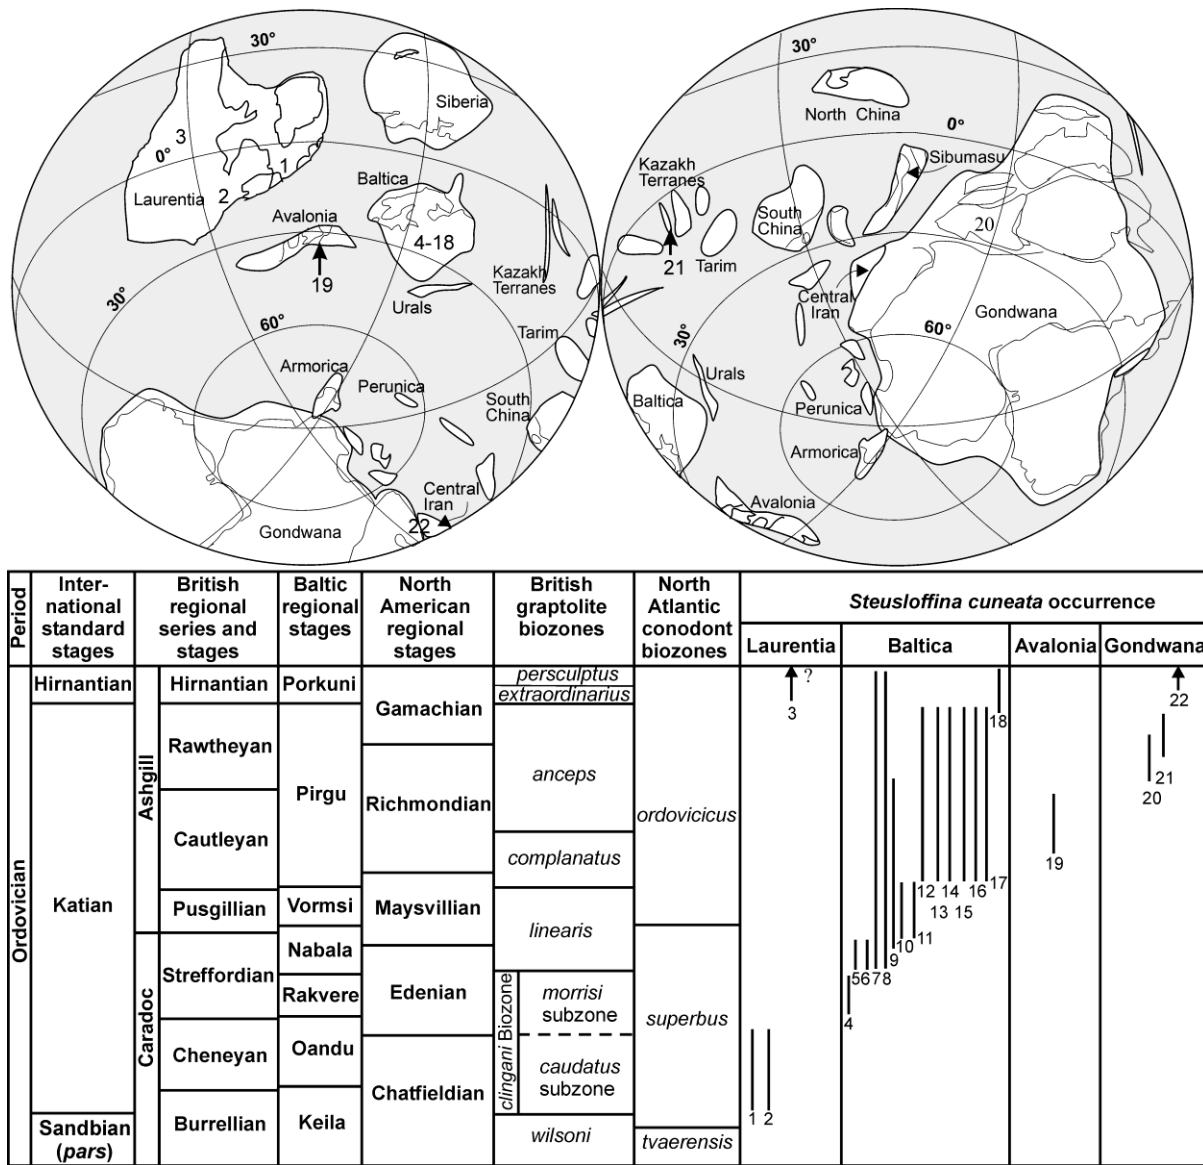 30°
Siberia
3
0°
1
Laurentia
2
Baltica
Avalonia
4-18
19
Kazakh
Terranes
30°
Urals
60°
Tarim
Armorica
Perunica
South
China
Central
Iran
22
Gondwana
30°
North China
0°
Sibumasu
Kazakh
Terranes
South
China
20
21
Tarim
Central
Iran
Gondwana
30°
60°
Urals
Baltica
Perunica
Armorica
Avalonia
Period
Inter-
national
standard
stages
British
regional
series and
stages
Baltic
regional
stages
North
American
regional
stages
British
graptolite
biozones
North
Atlantic
conodont
biozones
Steusloffina cuneata occurrence
Laurentia
Baltica
Avalonia
Gondwana
Ordovician
Hirnantian
Katian
Sandbian
(pars)
Ashgill
Caradoc
Hirnantian
Rawtheyan
Cautleyan
Pusgillian
Streffordian
Cheneyan
Burrellian
Porkuni
Pirgu
Vormsi
Nabala
Rakvere
Oandu
Keila
Gamachian
Richmondian
Maysvillian
Edenian
Chatfieldian
persculptus
extraordinarius
anceps
complanatus
linearis
clingani Biozone
morrisi
subzone
caudatus
subzone
wilsoni
ordovicicus
superbus
tvaerensis
?
3
1
2
4
5
6
7
8
9
10
11
12
13
14
15
16
17
18
19
20
21
22